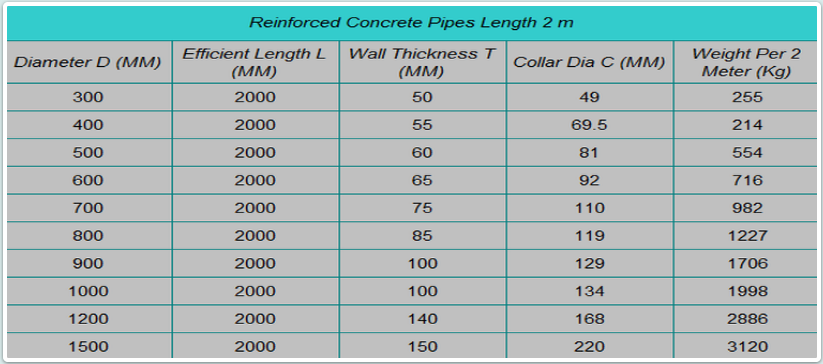 Reinforced Concrete Pipes Length 2 m
Diameter D (MM) Efficient Length L (MM) Wall Thickness T (MM) Collar Dia C (MM) Weight Per 2 Meter (Kg)
300 2000 50 49 255
400 2000 55 69.5 214
500 2000 60 81 554
600 2000 65 92 716
700 2000 75 110 982
800 2000 85 119 1227
900 2000 100 129 1706
1000 2000 100 134 1998
1200 2000 140 168 2886
1500 2000 150 220 3120